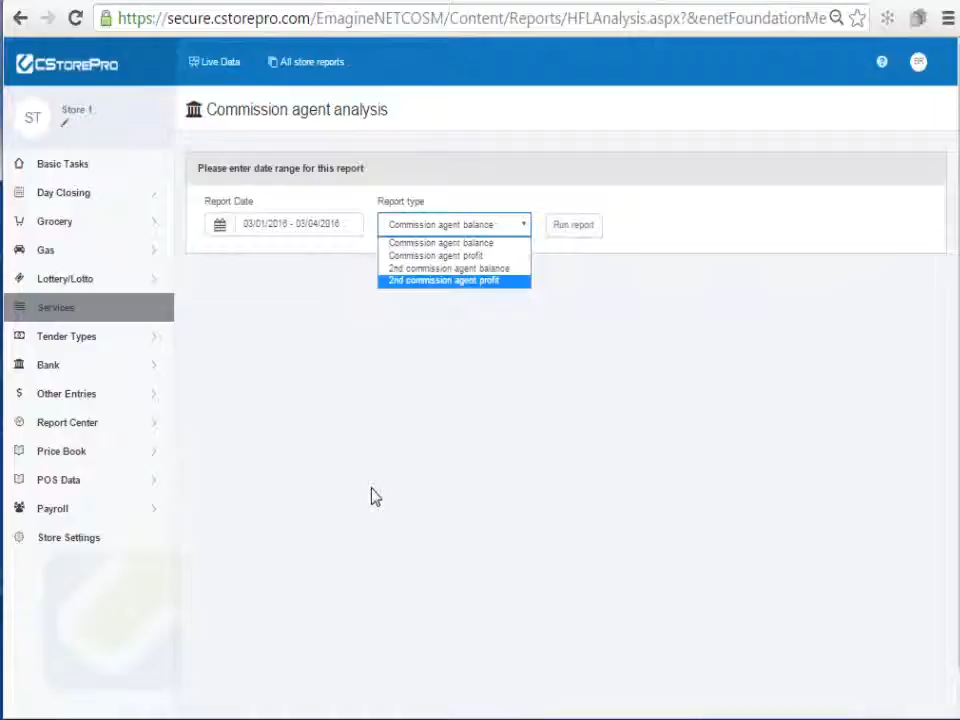 https://secure.cstorepro.com/EmagineNETCOSM/Content/Reports/HFLAnalysis.aspx?&enetFoundationMe
CSTOREPRO
Live Data
All store reports
BR
ST
Store 1
Commission agent analysis
Basic Tasks
Please enter date range for this report
Day Closing
Report Date
Report type
Grocery
03/01/2016 - 03/04/2016
Commission agent balance
Run report
Commission agent balance
Commission agent profit
2nd commission agent balance
2nd commission agent profit
Gas
Lottery/Lotto
Services
Tender Types
Bank
Other Entries
Report Center
Price Book
POS Data
Payroll
Store Settings